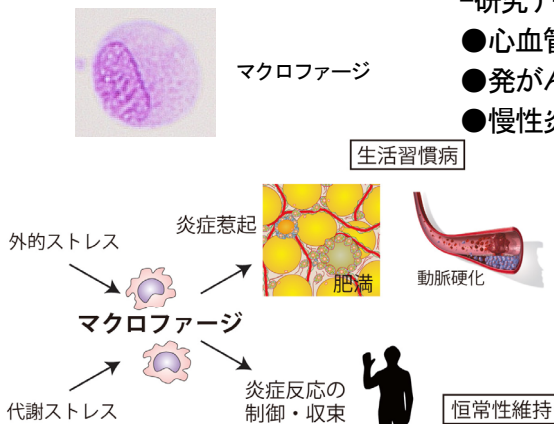 -研究テ
●心血管
●発がん
●慢性炎
マクロファージ
生活習慣病
炎症惹起
外的ストレス
肥満
動脈硬化
マクロファージ
代謝ストレス
炎症反応の
制御・収束
恒常性維持